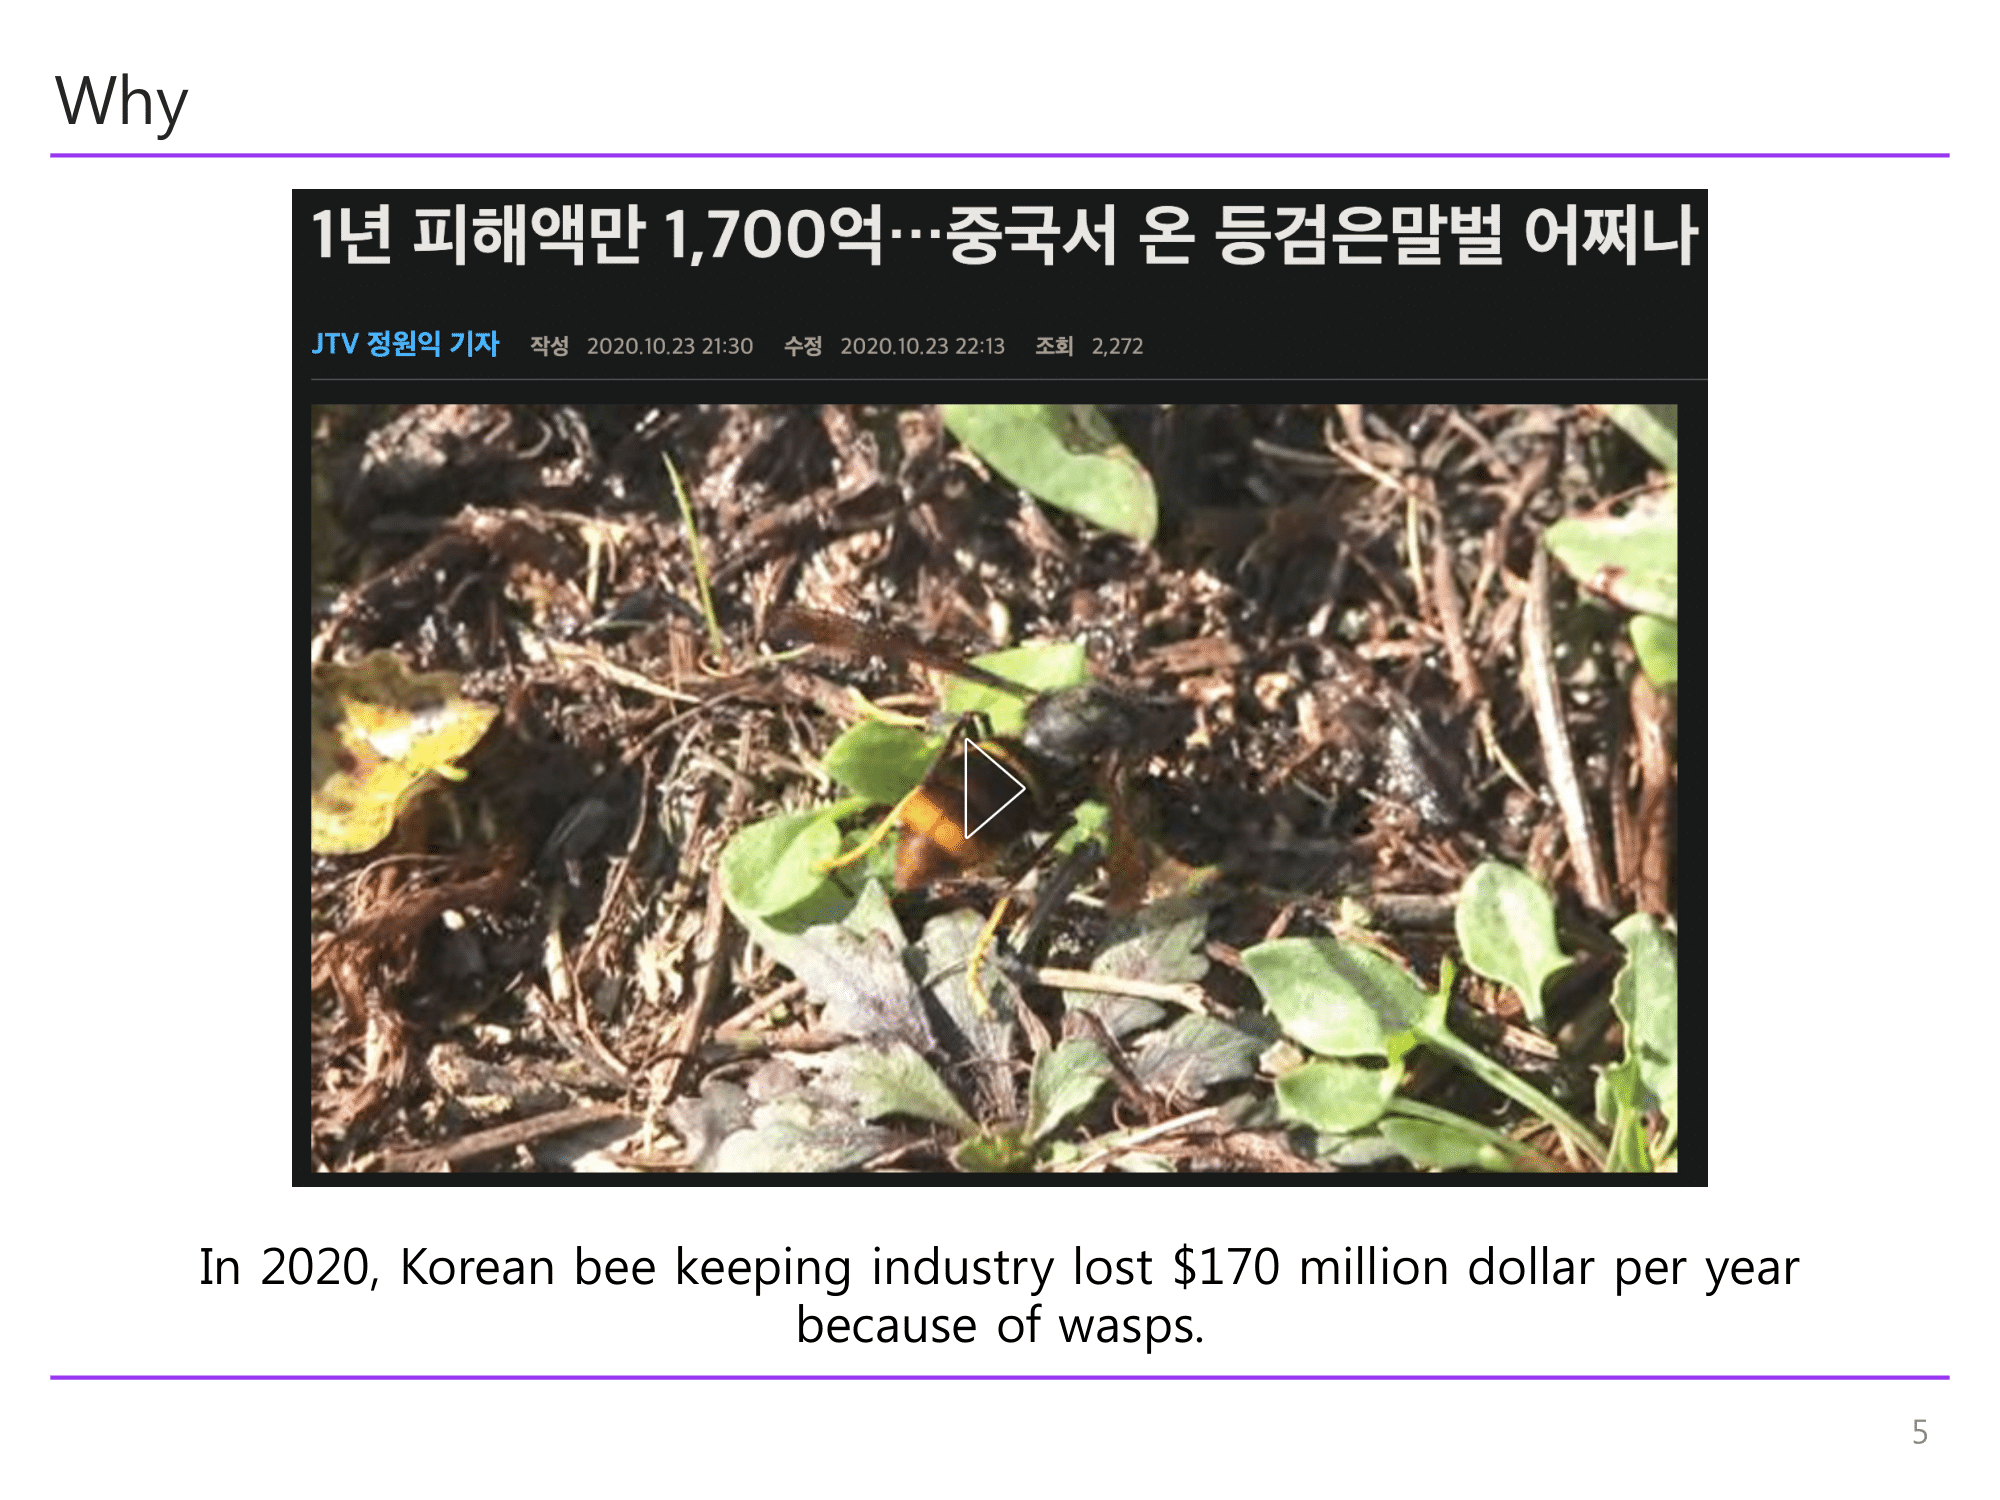 Why
1년 피해액만 1,700억…중국서 온 등검은말벌 어쩌나
JTV 정원익 기자 작성 2020.10.23 21:30 수정 2020.10.23 22:13 조회 2,272
In 2020, Korean bee keeping industry lost $170 million dollar per year
because of wasps.
5